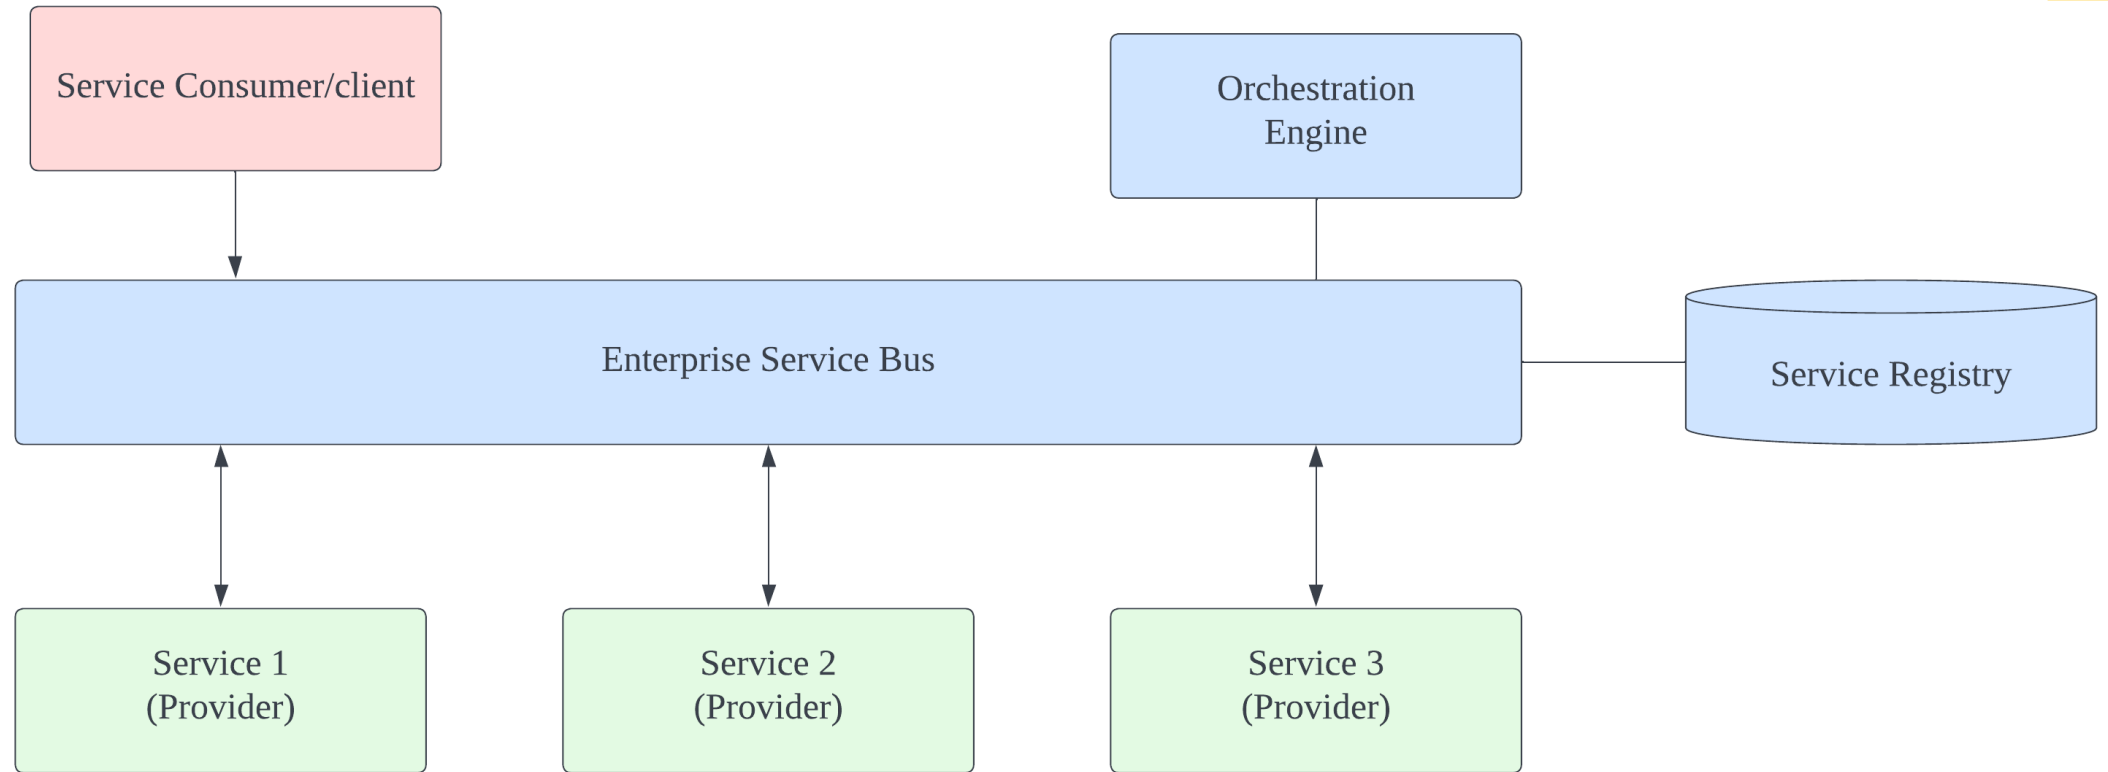 Service Consumer/client
Orchestration
Engine
Enterprise Service Bus
Service Registry
Service 1
(Provider)
Service 2
(Provider)
Service 3
(Provider)